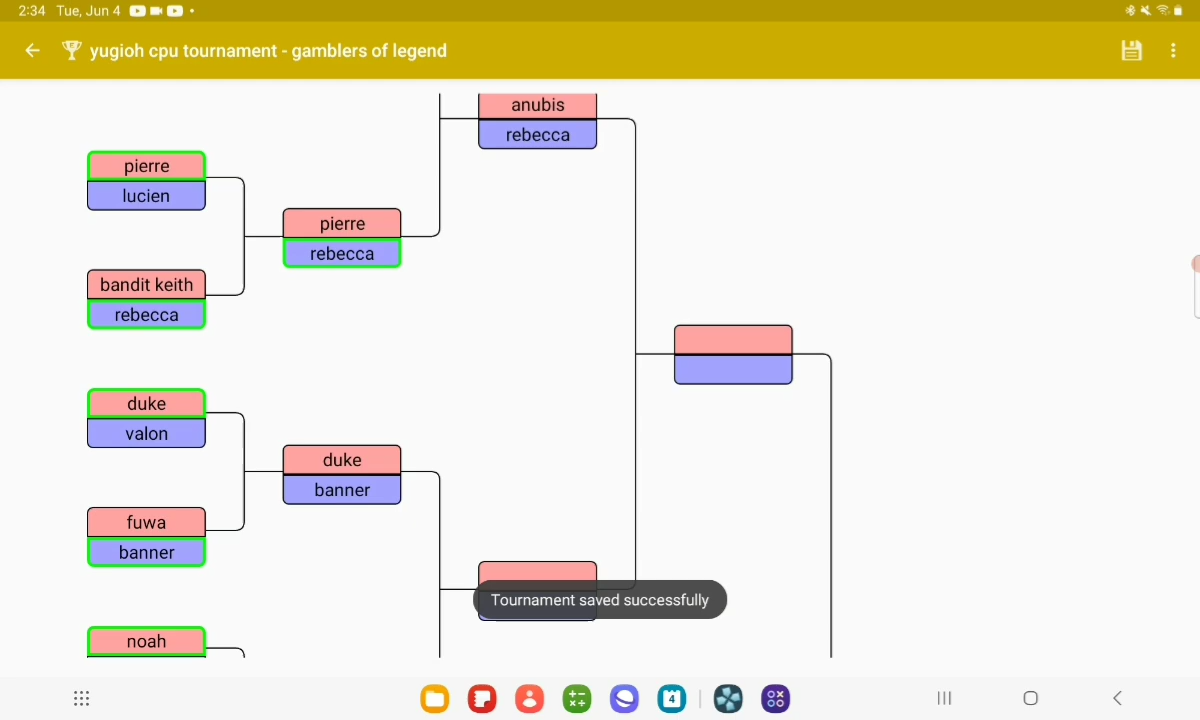 2:34 Tue, Jun 4
yugioh cpu tournament - gamblers of legend
anubis
rebecca
pierre
lucien
pierre
rebecca
bandit keith
rebecca
duke
valon
duke
banner
fuwa
banner
Tournament saved successfully
noah
4